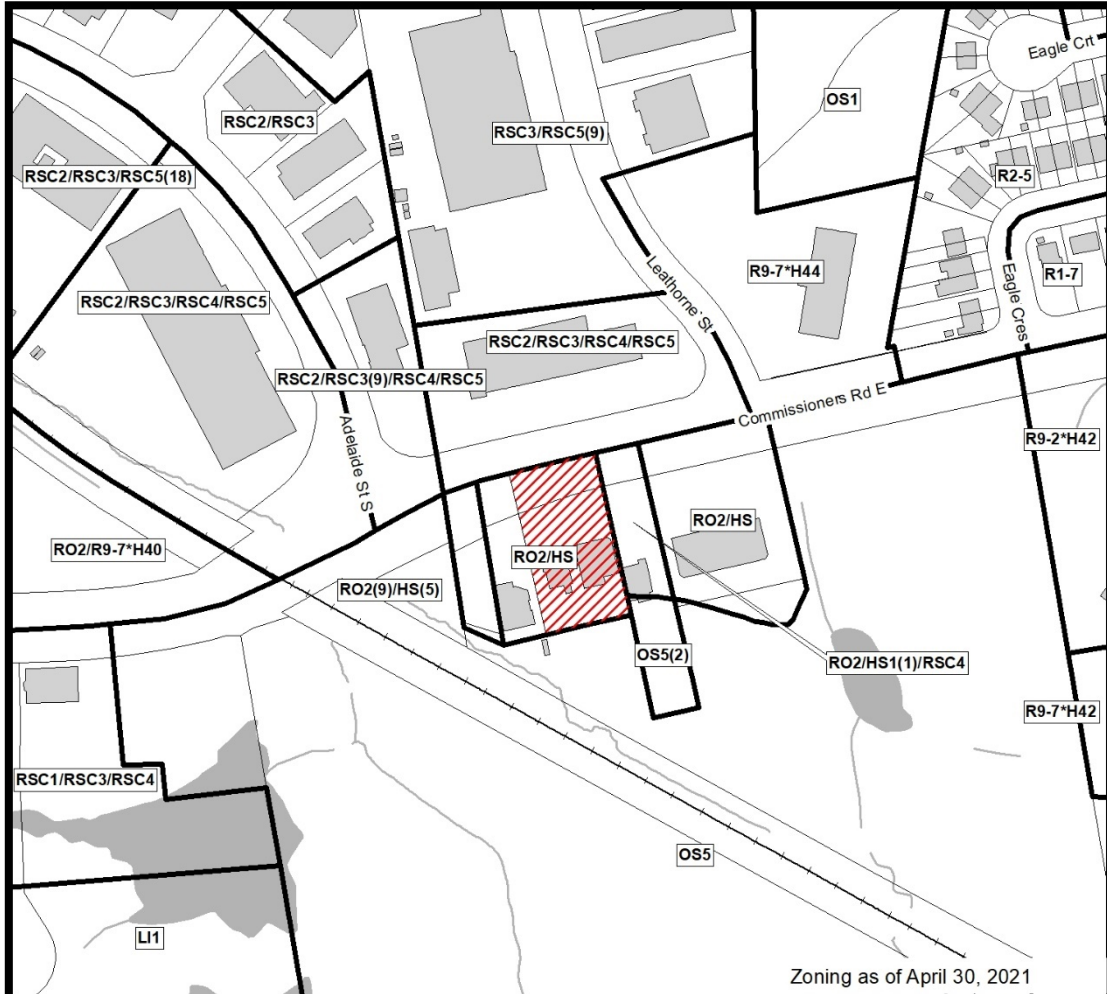 Eagle Crt
OS1
RSC2/RSC3
RSC3/RSC5(9)
RSC2/RSC3/RSC5(18)
R2-5
Leathorne St
R9-7*H44
Eagle Cres
R1-7
RSC2/RSC3/RSC4/RSC5
RSC2/RSC3/RSC4/RSC5
RSC2/RSC3(9)/RSC4/RSC5
Adelaide St S
Commissioners Rd E
R9-2*H42
RO2/R9-7*H40
RO2/HS
RO2/HS
RO2(9)/HS(5)
OS5(2)
RO2/HS1(1)/RSC4
R9-7*H42
RSC1/RSC3/RSC4
OS5
LI1
Zoning as of April 30, 2021